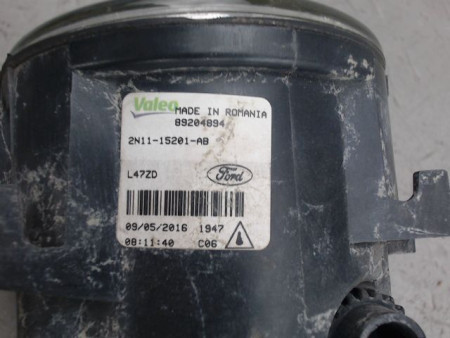 Valeo MADE IN ROMANIA
89204894
2N11-15201-AB
L47ZD Ford
09/05/2016 1947
08:11:40 C06